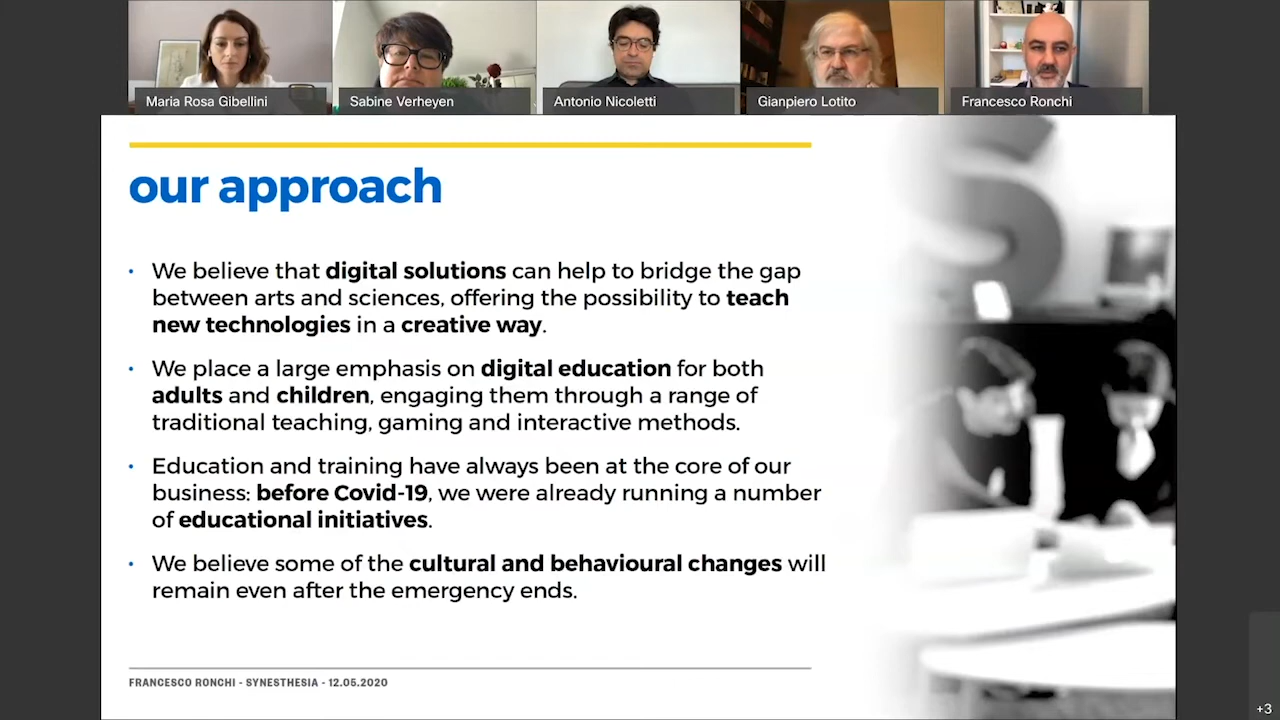 Maria Rosa Gibellini
Sabine Verheyen
Antonio Nicoletti
Gianpiero Lotito
Francesco Ronchi
our approach
• We believe that digital solutions can help to bridge the gap
between arts and sciences, offering the possibility to teach
new technologies in a creative way.
• We place a large emphasis on digital education for both
adults and children, engaging them through a range of
traditional teaching, gaming and interactive methods.
• Education and training have always been at the core of our
business: before Covid-19, we were already running a number
of educational initiatives.
• We believe some of the cultural and behavioural changes will
remain even after the emergency ends.
FRANCESCO RONCHI - SYNESTHESIA - 12.05.2020
+3